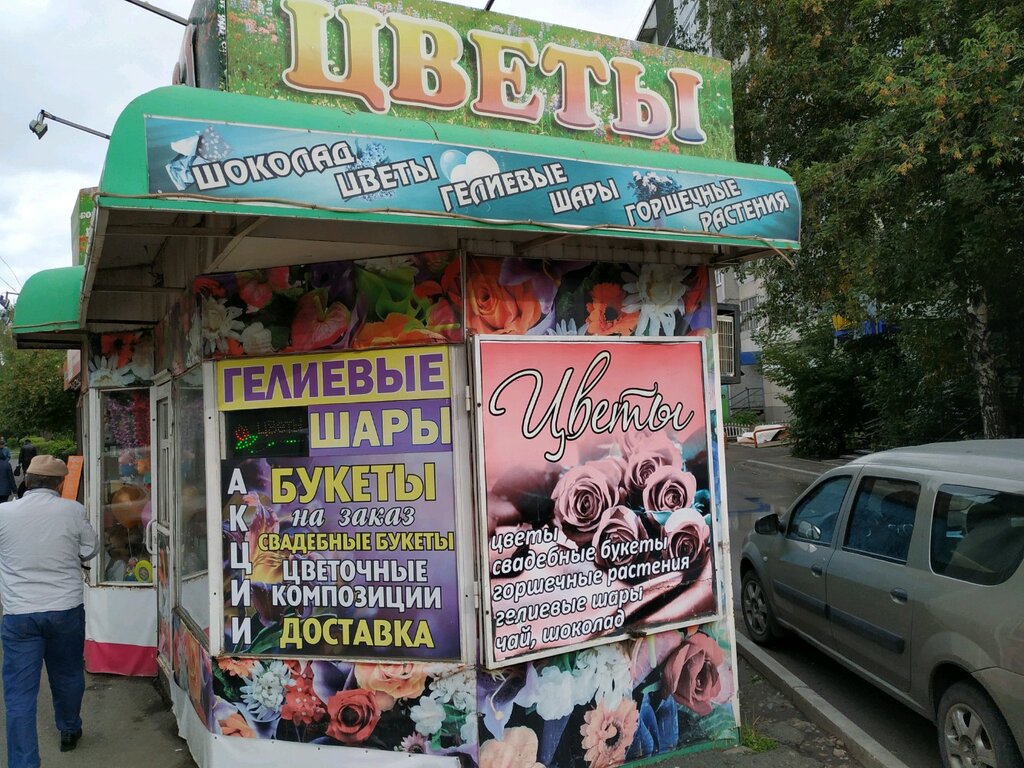 ЦВЕТЫ
ШОКОЛАД ЦВЕТЫ ГЕЛИЕВЫЕ ШАРЫ ГОРШЕЧНЫЕ РАСТЕНИЯ
ГЕЛИЕВЫЕ
ШАРЫ
АКЦИИ
БУКЕТЫ
на заказ
СВАДЕБНЫЕ БУКЕТЫ
ЦВЕТОЧНЫЕ
КОМПОЗИЦИИ
ДОСТАВКА
Цветы
цветы
свадебные букеты
горшечные растения
гелиевые шары
чай, шоколад